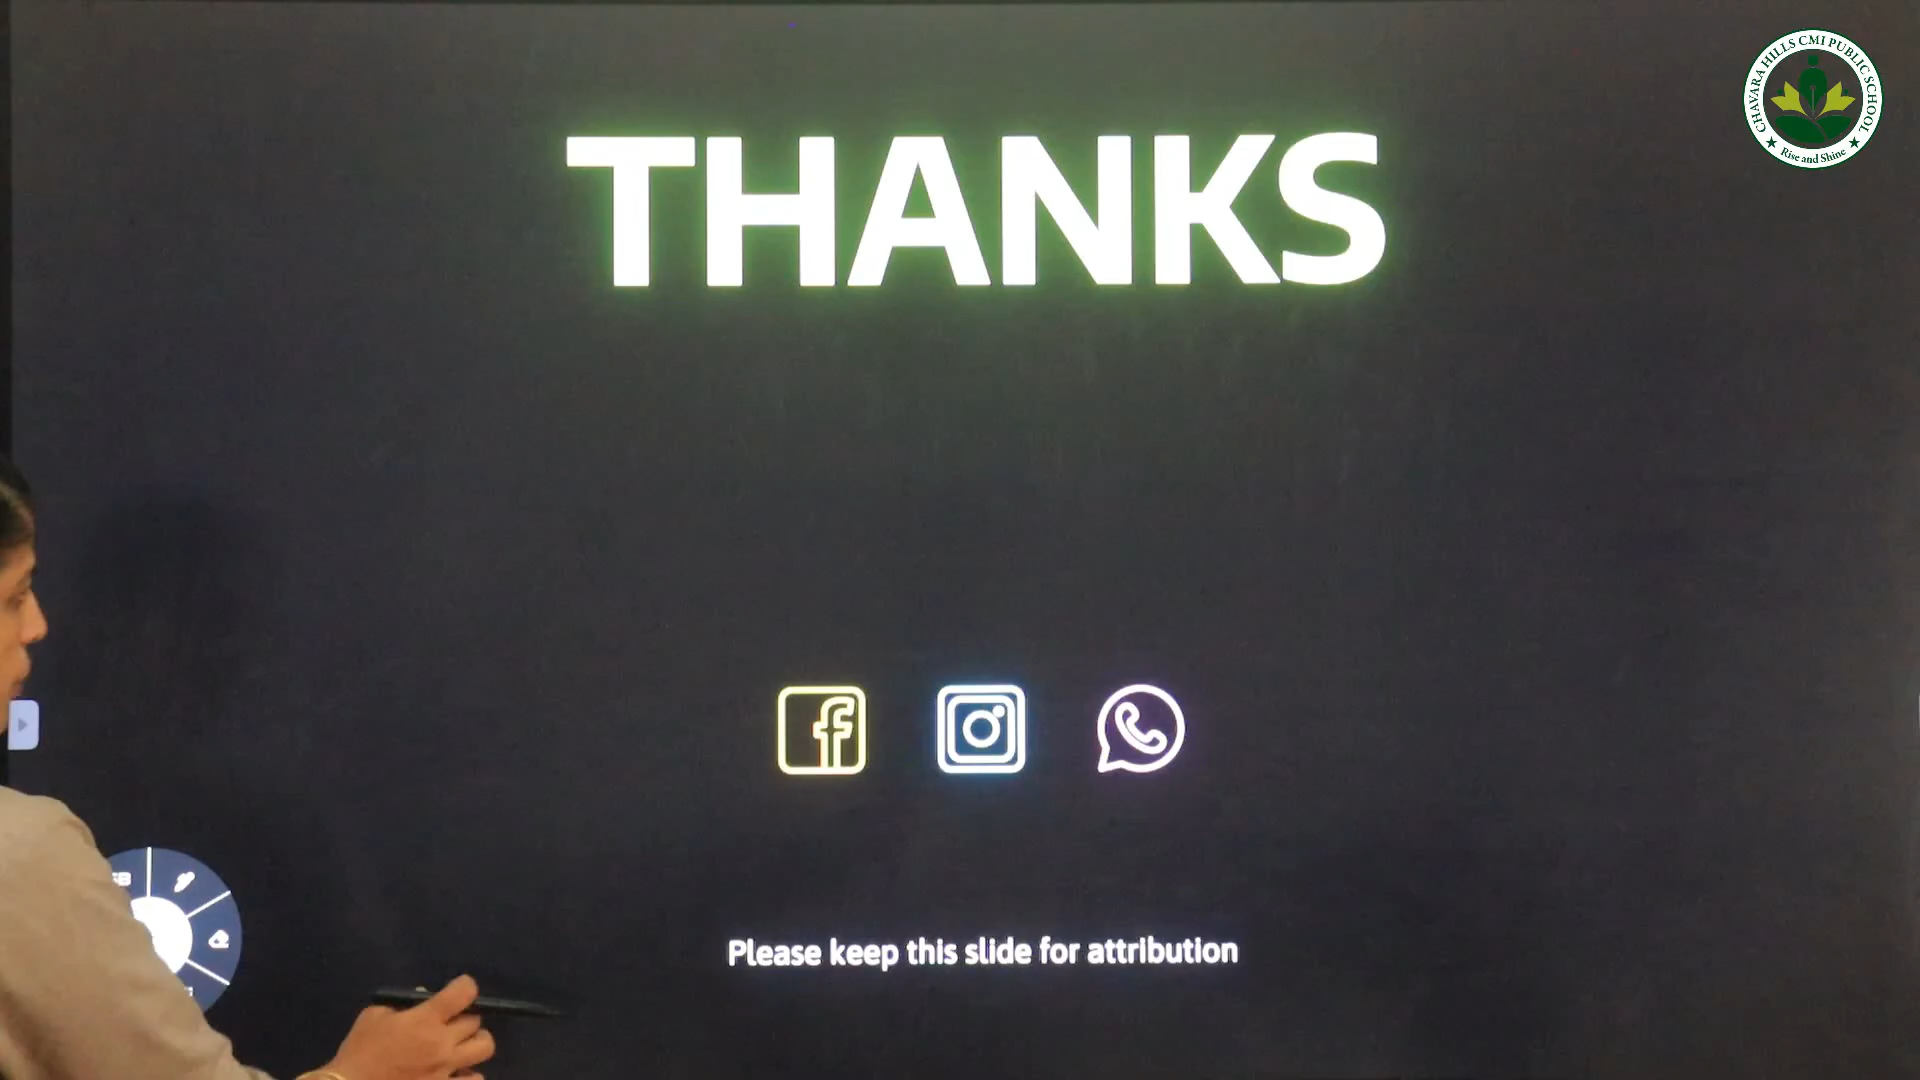 CHAVARA HILLS CMI PUBLIC SCHOOL
Rise and Shine
THANKS
Please keep this slide for attribution